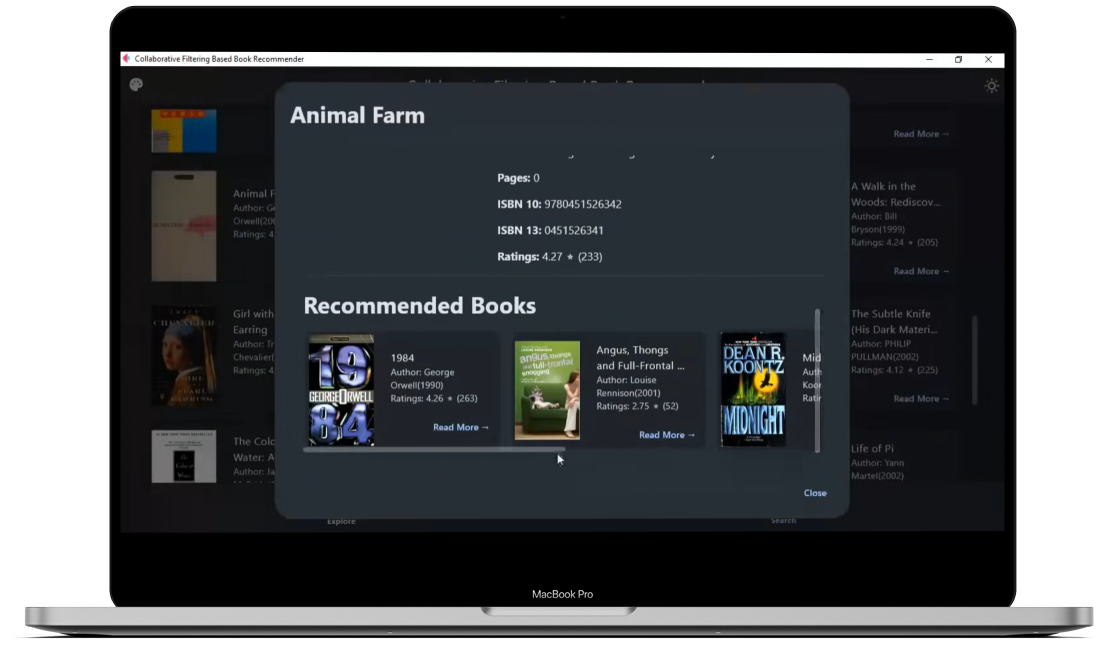 Collaborative Filtering Based Book Recommender
Animal Farm
Pages: 0
ISBN 10: 9780451526342
ISBN 13: 0451526341
Ratings: 4.27 ★ (233)
Recommended Books
1984
Author: George
Orwell(1990)
Ratings: 4.26 ★ (263)
Read More →
19
GEORGE ORWELL
84
Angus, Thongs
and Full-Frontal ...
Author: Louise
Rennison(2001)
Ratings: 2.75 ★ (52)
Read More →
angus, thongs
and full-frontal
snogging
DEAN R.
KOONTZ
MIDNIGHT
Mid
Auth
Koor
Ratir
Close
Animal F
Author: Ge
Orwell(200
Ratings: 4
Girl with
Earring
Author: Tr
Chevalier(
Ratings: 4
CHEVALIER
The Colo
Water: A
Author: Ja
Read More →
A Walk in the
Woods: Rediscov...
Author: Bill
Bryson(1999)
Ratings: 4.24 ★ (205)
Read More →
The Subtle Knife
(His Dark Materi...
Author: PHILIP
PULLMAN(2002)
Ratings: 4.12 ★ (225)
Read More →
Life of Pi
Author: Yann
Martel(2002)
Explore
Search
MacBook Pro